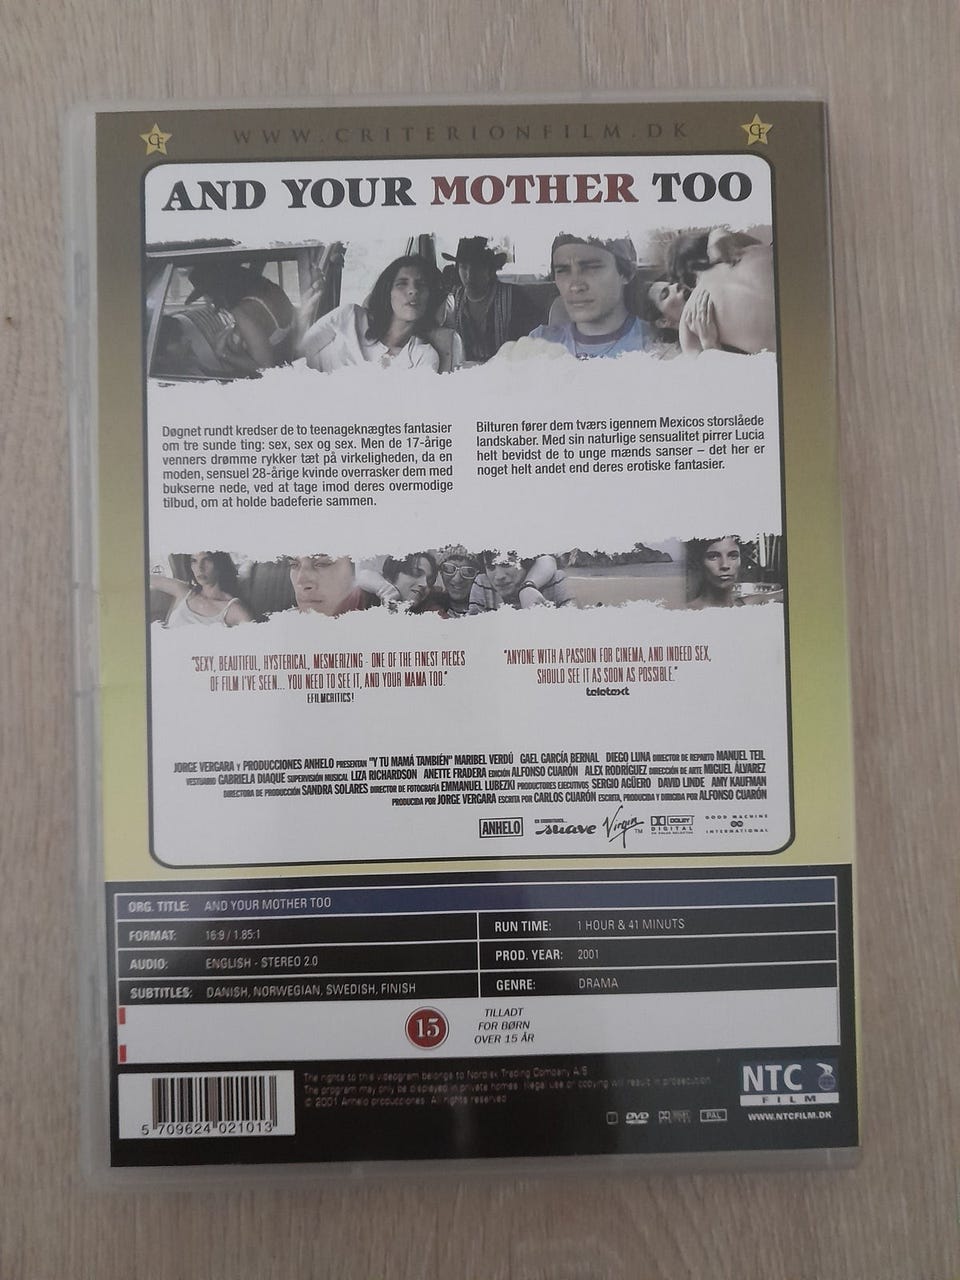 CF
WWW.CRITERIONFILM.DK
CF
AND YOUR MOTHER TOO
Døgnet rundt kredser de to teenageknægtes fantasier
om tre sunde ting: sex, sex og sex. Men de 17-årige
venners drømme rykker tæt på virkeligheden, da en
moden, sensuel 28-årige kvinde overrasker dem med
bukserne nede, ved at tage imod deres overmodige
tilbud, om at holde badeferie sammen.
Bilturen fører dem tværs igennem Mexicos storslåede
landskaber. Med sin naturlige sensualitet pirrer Lucia
helt bevidst de to unge mænds sanser – det her er
noget helt andet end deres erotiske fantasier.
"SEXY, BEAUTIFUL, HYSTERICAL, MESMERIZING - ONE OF THE FINEST PIECES
OF FILM I'VE SEEN... YOU NEED TO SEE IT, AND YOUR MAMA TOO."
EFILMCRITICS!
"ANYONE WITH A PASSION FOR CINEMA, AND INDEED SEX,
SHOULD SEE IT AS SOON AS POSSIBLE."
teletext
JORGE VERGARA Y PRODUCCIONES ANHELO PRESENTAN "Y TU MAMÁ TAMBIÉN" MARIBEL VERDÚ GAEL GARCÍA BERNAL DIEGO LUNA DIRECTOR DE REPARTO MANUEL TEIL
VESTUARIO GABRIELA DIAQUE SUPERVISIÓN MUSICAL LIZA RICHARDSON ANETTE FRADERA EDICIÓN ALFONSO CUARÓN ALEX RODRÍGUEZ DIRECCIÓN DE ARTE MIGUEL ÁLVAREZ
DIRECTORA DE PRODUCCIÓN SANDRA SOLARES DIRECTOR DE FOTOGRAFÍA EMMANUEL LUBEZKI PRODUCTORES EJECUTIVOS SERGIO AGÜERO DAVID LINDE AMY KAUFMAN
PRODUCIDA POR JORGE VERGARA ESCRITA POR CARLOS CUARÓN ESCRITA, PRODUCIDA Y DIRIGIDA POR ALFONSO CUARÓN
ANHELO
suave
Virgin TM
DOLBY
DIGITAL
GOOD MACHINE
INTERNATIONAL
ORG. TITLE: AND YOUR MOTHER TOO
FORMAT: 16:9 / 1.85:1
AUDIO: ENGLISH - STEREO 2.0
SUBTITLES: DANISH, NORWEGIAN, SWEDISH, FINISH
RUN TIME: 1 HOUR & 41 MINUTS
PROD. YEAR: 2001
GENRE: DRAMA
15
TILLADT
FOR BØRN
OVER 15 ÅR
5 709624 021013
The rights to this videogram belongs to Nordisk Trading Company A/S
The program may only be displayed in private homes. Illegal use or copying will result in prosecution
© 2001 Anhelo producciones. All rights reserved
DVD
PAL
NTC
FILM
WWW.NTCFILM.DK